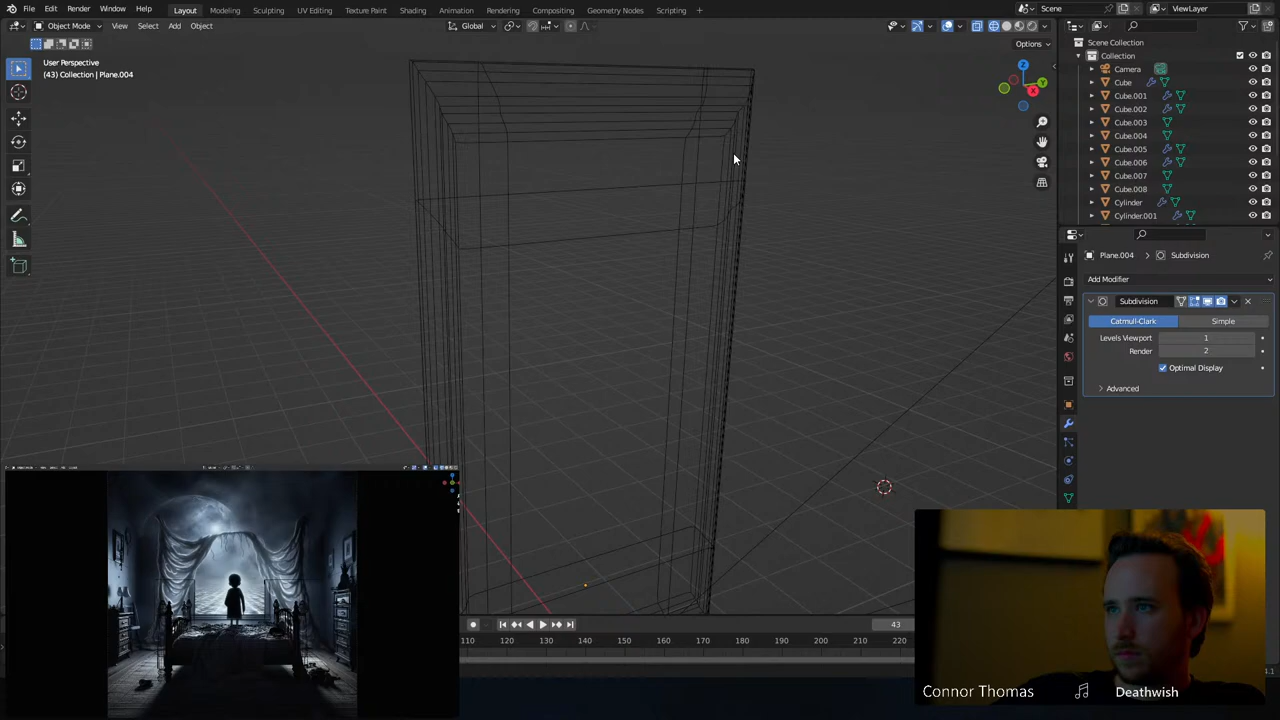 File Edit Render Window Help Layout Modeling Sculpting UV Editing Texture Paint Shading Animation Rendering Compositing Geometry Nodes Scripting + Scene ViewLayer
Object Mode View Select Add Object Global
Options
User Perspective
(43) Collection | Plane.004
Scene Collection
Collection
Camera
Cube
Cube.001
Cube.002
Cube.003
Cube.004
Cube.005
Cube.006
Cube.007
Cube.008
Cylinder
Cylinder.001
Plane.004 Subdivision
Add Modifier
Subdivision
Catmull-Clark Simple
Levels Viewport 1
Render 2
Optimal Display
Advanced
X
Y
Z
43
110 120 130 140 150 160 170 180 190 200 210 220
Connor Thomas Deathwish